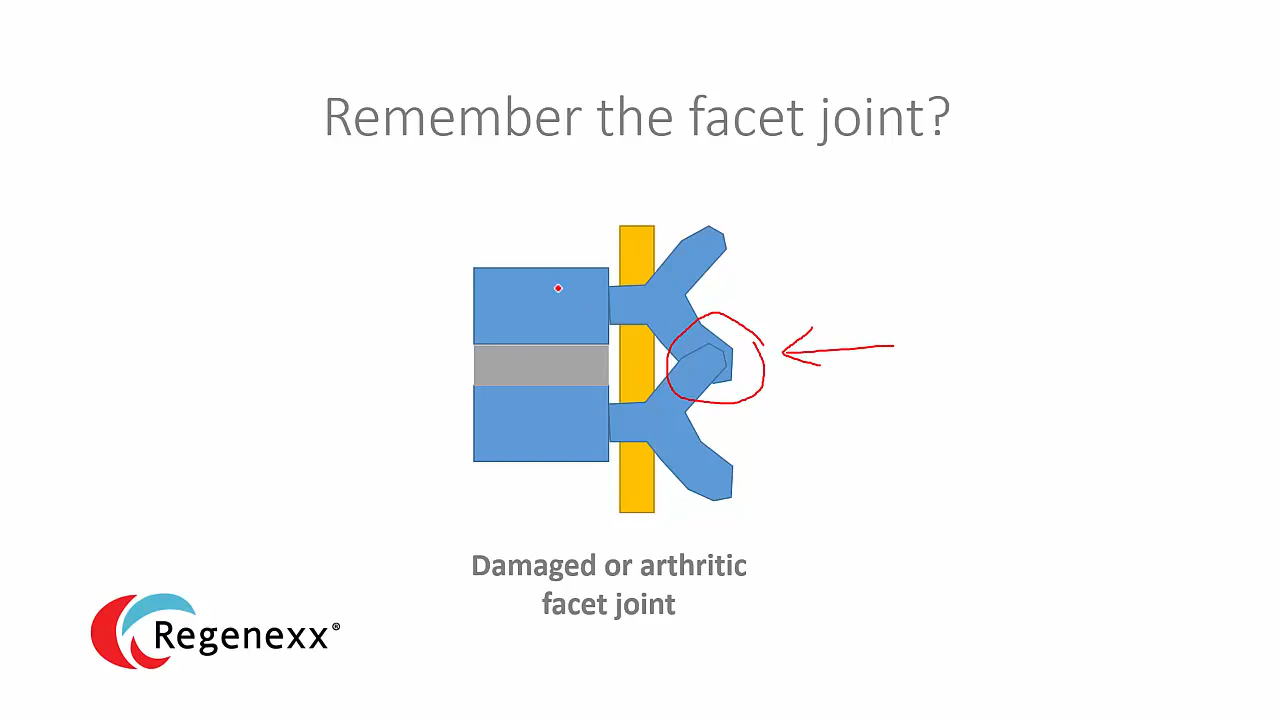 Remember the facet joint?
Damaged or arthritic
facet joint
Regenexx®